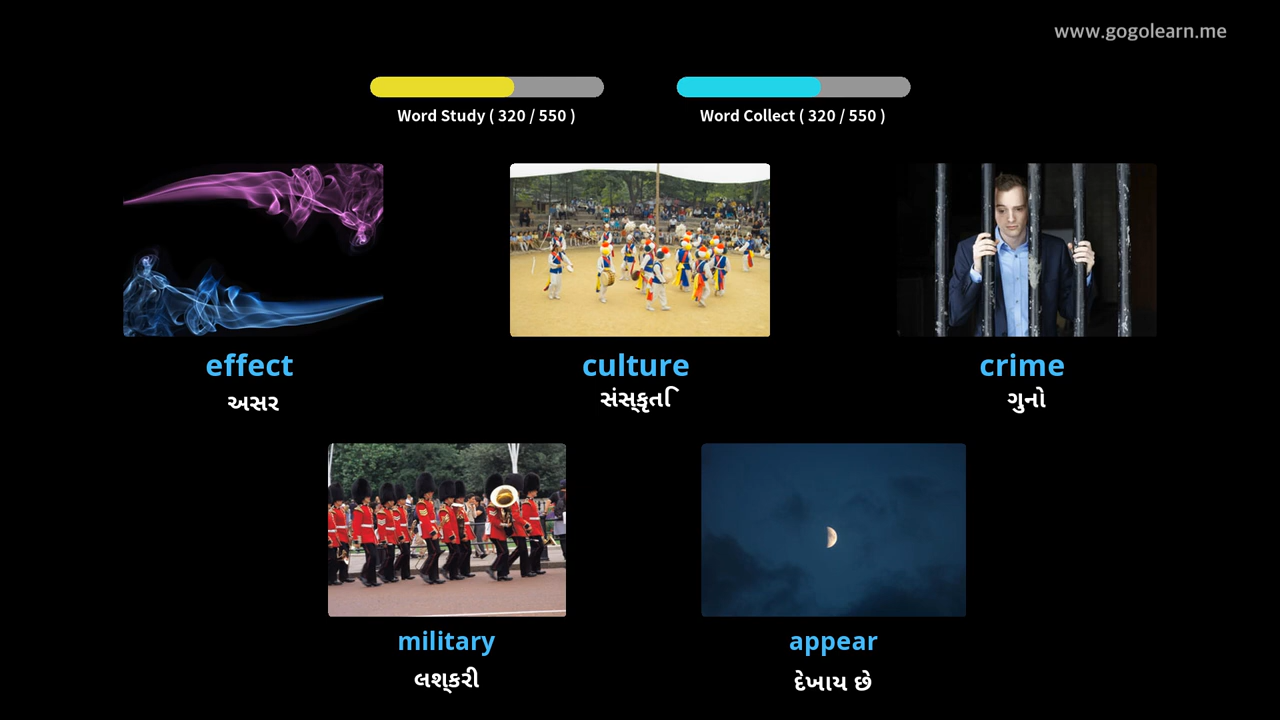 www.gogolearn.me
Word Study ( 320 / 550 )
Word Collect ( 320 / 550 )
effect
culture
crime
અસર
સંસ્કૃતિ
ગુનો
military
appear
લશ્કરી
દેખાય છે